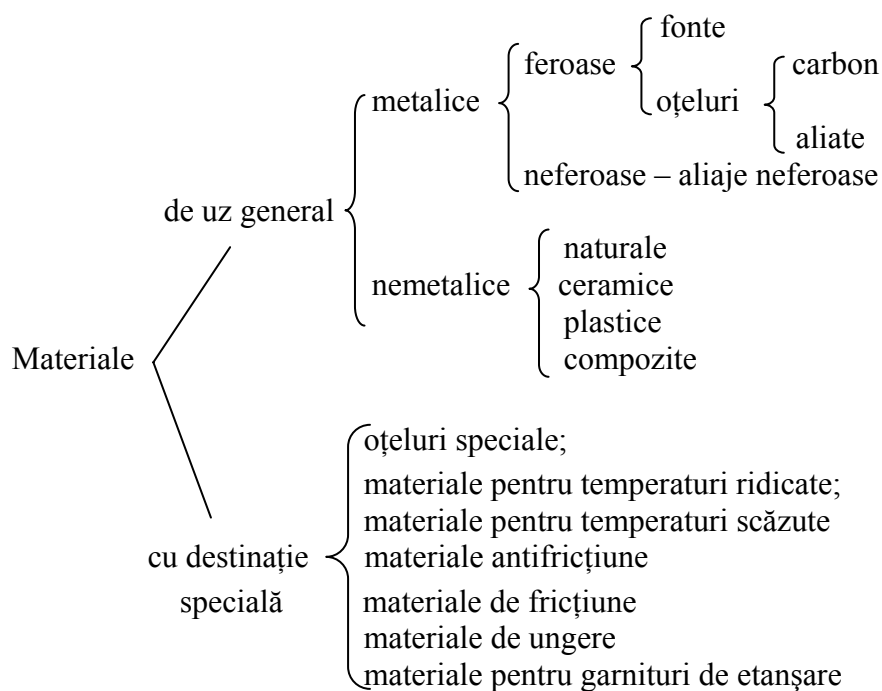 fonte
feroase
carbon
metalice
oțeluri
aliate
neferoase – aliaje neferoase
de uz general
naturale
nemetalice
ceramice
plastice
compozite
Materiale
oțeluri speciale;
materiale pentru temperaturi ridicate;
materiale pentru temperaturi scăzute
cu destinație
materiale antifricțiune
specială
materiale de fricțiune
materiale de ungere
materiale pentru garnituri de etanșare